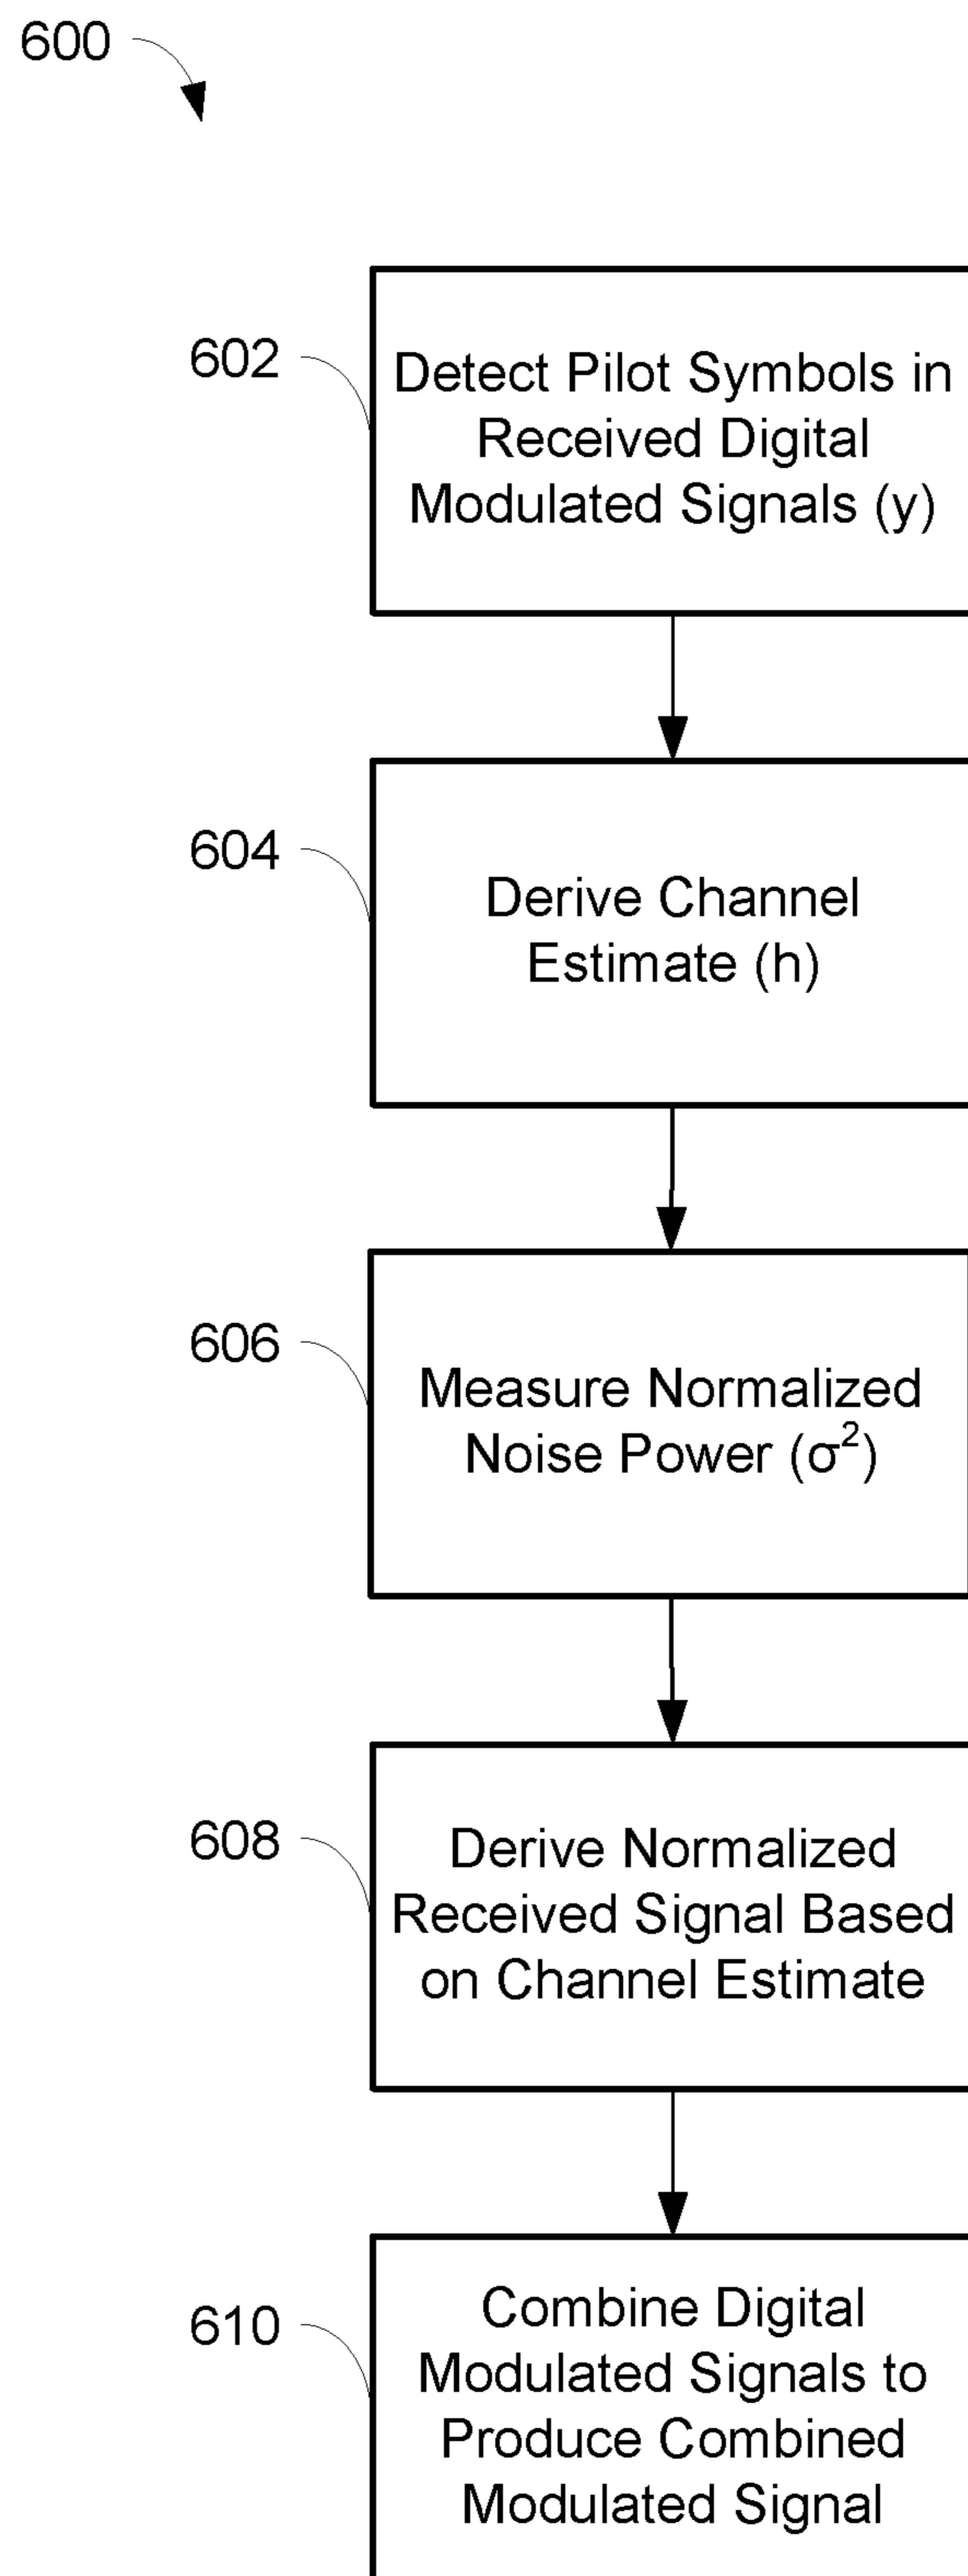 600
602
Detect Pilot Symbols in
Received Digital
Modulated Signals (y)
604
Derive Channel
Estimate (h)
606
Measure Normalized
Noise Power (σ²)
608
Derive Normalized
Received Signal Based
on Channel Estimate
610
Combine Digital
Modulated Signals to
Produce Combined
Modulated Signal